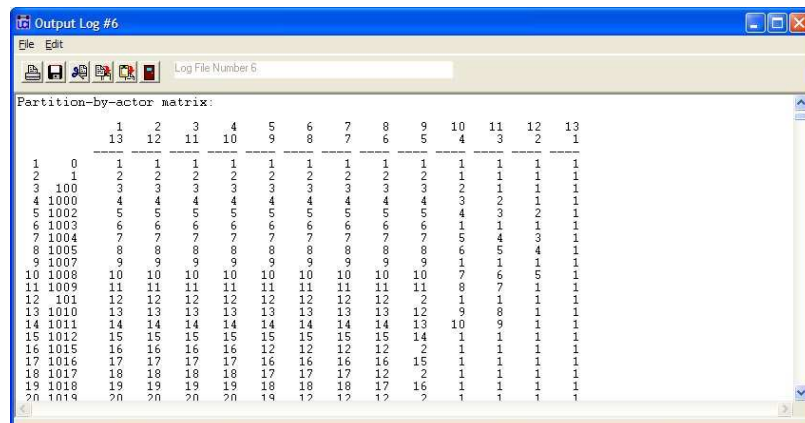 Output Log #6
File Edit
Log File Number 6
Partition-by-actor matrix:
1 2 3 4 5 6 7 8 9 10 11 12 13
13 12 11 10 9 8 7 6 5 4 3 2 1
---- ---- ---- ---- ---- ---- ---- ---- ---- ---- ---- ---- ----
1 0 1 1 1 1 1 1 1 1 1 1 1 1 1
2 1 2 2 2 2 2 2 2 2 2 1 1 1 1
3 100 3 3 3 3 3 3 3 3 3 2 1 1 1
4 1000 4 4 4 4 4 4 4 4 4 3 2 1 1
5 1002 5 5 5 5 5 5 5 5 5 4 3 2 1
6 1003 6 6 6 6 6 6 6 6 6 1 1 1 1
7 1004 7 7 7 7 7 7 7 7 7 5 4 3 1
8 1005 8 8 8 8 8 8 8 8 8 6 5 4 1
9 1007 9 9 9 9 9 9 9 9 9 1 1 1 1
10 1008 10 10 10 10 10 10 10 10 10 7 6 5 1
11 1009 11 11 11 11 11 11 11 11 11 8 7 1 1
12 101 12 12 12 12 12 12 12 12 2 1 1 1 1
13 1010 13 13 13 13 13 13 13 13 12 9 8 1 1
14 1011 14 14 14 14 14 14 14 14 13 10 9 1 1
15 1012 15 15 15 15 15 15 15 15 14 1 1 1 1
16 1015 16 16 16 16 12 12 12 12 2 1 1 1 1
17 1016 17 17 17 17 16 16 16 16 15 1 1 1 1
18 1017 18 18 18 18 17 17 17 12 2 1 1 1 1
19 1018 19 19 19 19 18 18 18 17 16 1 1 1 1
20 1019 20 20 20 20 19 12 12 12 2 1 1 1 1